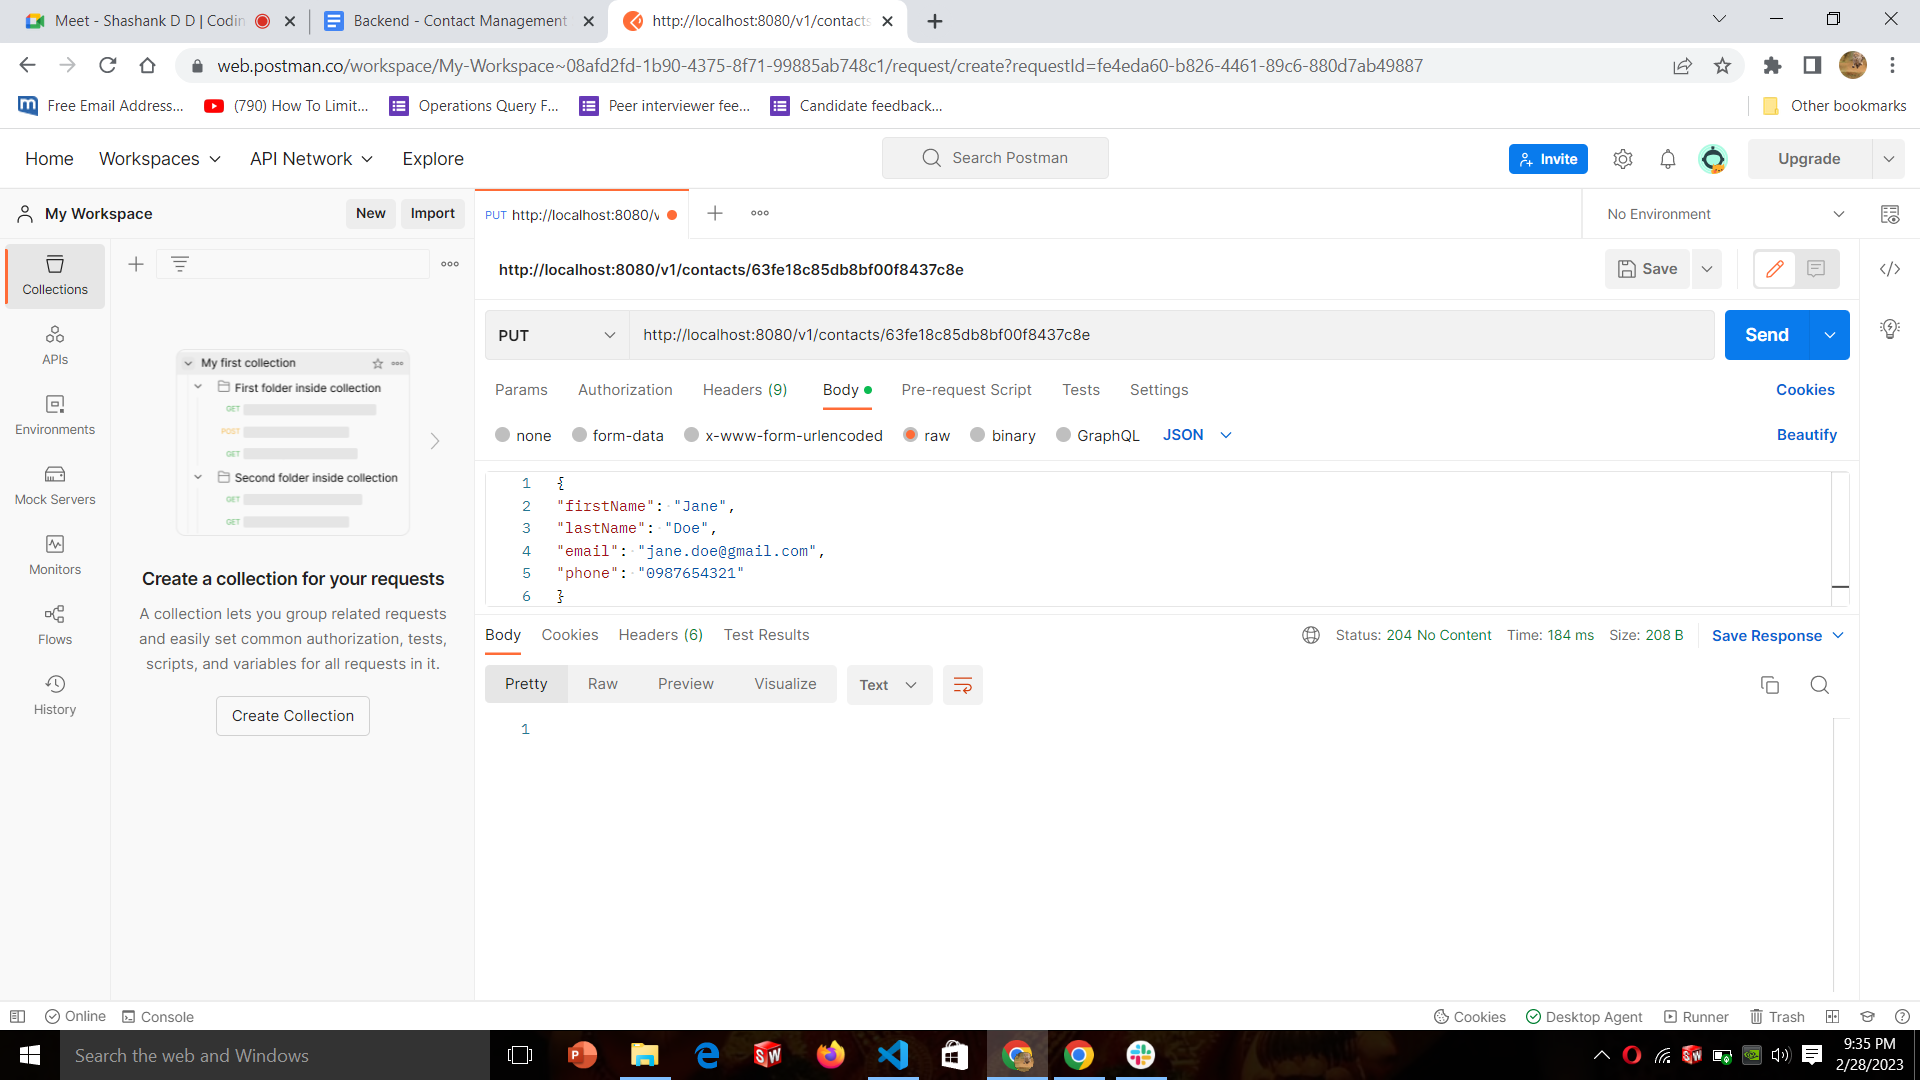 Meet - Shashank D D | Codin
Backend - Contact Management
http://localhost:8080/v1/contacts
web.postman.co/workspace/My-Workspace~08afd2fd-1b90-4375-8f71-99885ab748c1/request/create?requestId=fe4eda60-b826-4461-89c6-880d7ab49887
Free Email Address...
(790) How To Limit...
Operations Query F...
Peer interviewer fee...
Candidate feedback...
Other bookmarks
Home
Workspaces
API Network
Explore
Search Postman
Invite
Upgrade
My Workspace
New
Import
PUT http://localhost:8080/v
No Environment
Collections
APIs
Environments
Mock Servers
Monitors
Flows
History
My first collection
First folder inside collection
GET
POST
GET
Second folder inside collection
GET
GET
Create a collection for your requests
A collection lets you group related requests
and easily set common authorization, tests,
scripts, and variables for all requests in it.
Create Collection
http://localhost:8080/v1/contacts/63fe18c85db8bf00f8437c8e
Save
PUT
http://localhost:8080/v1/contacts/63fe18c85db8bf00f8437c8e
Send
Params
Authorization
Headers (9)
Body
Pre-request Script
Tests
Settings
Cookies
none
form-data
x-www-form-urlencoded
raw
binary
GraphQL
JSON
Beautify
1 {
2 "firstName": "Jane",
3 "lastName": "Doe",
4 "email": "jane.doe@gmail.com",
5 "phone": "0987654321"
6 }
Body
Cookies
Headers (6)
Test Results
Status: 204 No Content
Time: 184 ms
Size: 208 B
Save Response
Pretty
Raw
Preview
Visualize
Text
1
Online
Console
Cookies
Desktop Agent
Runner
Trash
Search the web and Windows
9:35 PM
2/28/2023